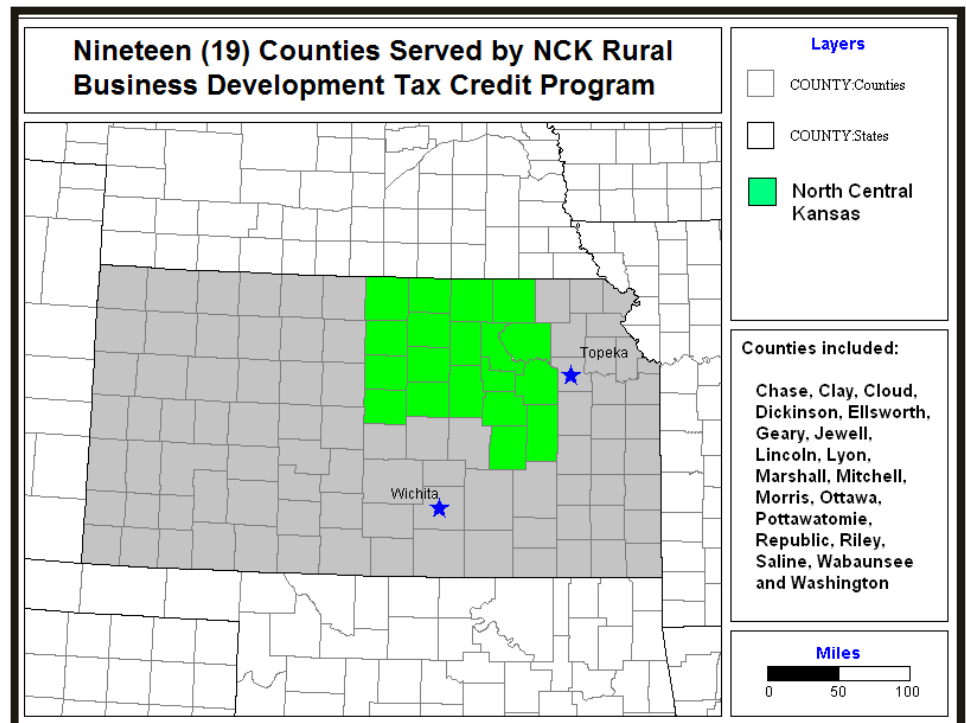 Nineteen (19) Counties Served by NCK Rural
Business Development Tax Credit Program
Layers
COUNTY:Counties
COUNTY:States
North Central
Kansas
Topeka
Wichita
Counties included:
Chase, Clay, Cloud,
Dickinson, Ellsworth,
Geary, Jewell,
Lincoln, Lyon,
Marshall, Mitchell,
Morris, Ottawa,
Pottawatomie,
Republic, Riley,
Saline, Wabaunsee
and Washington
Miles
0 50 100